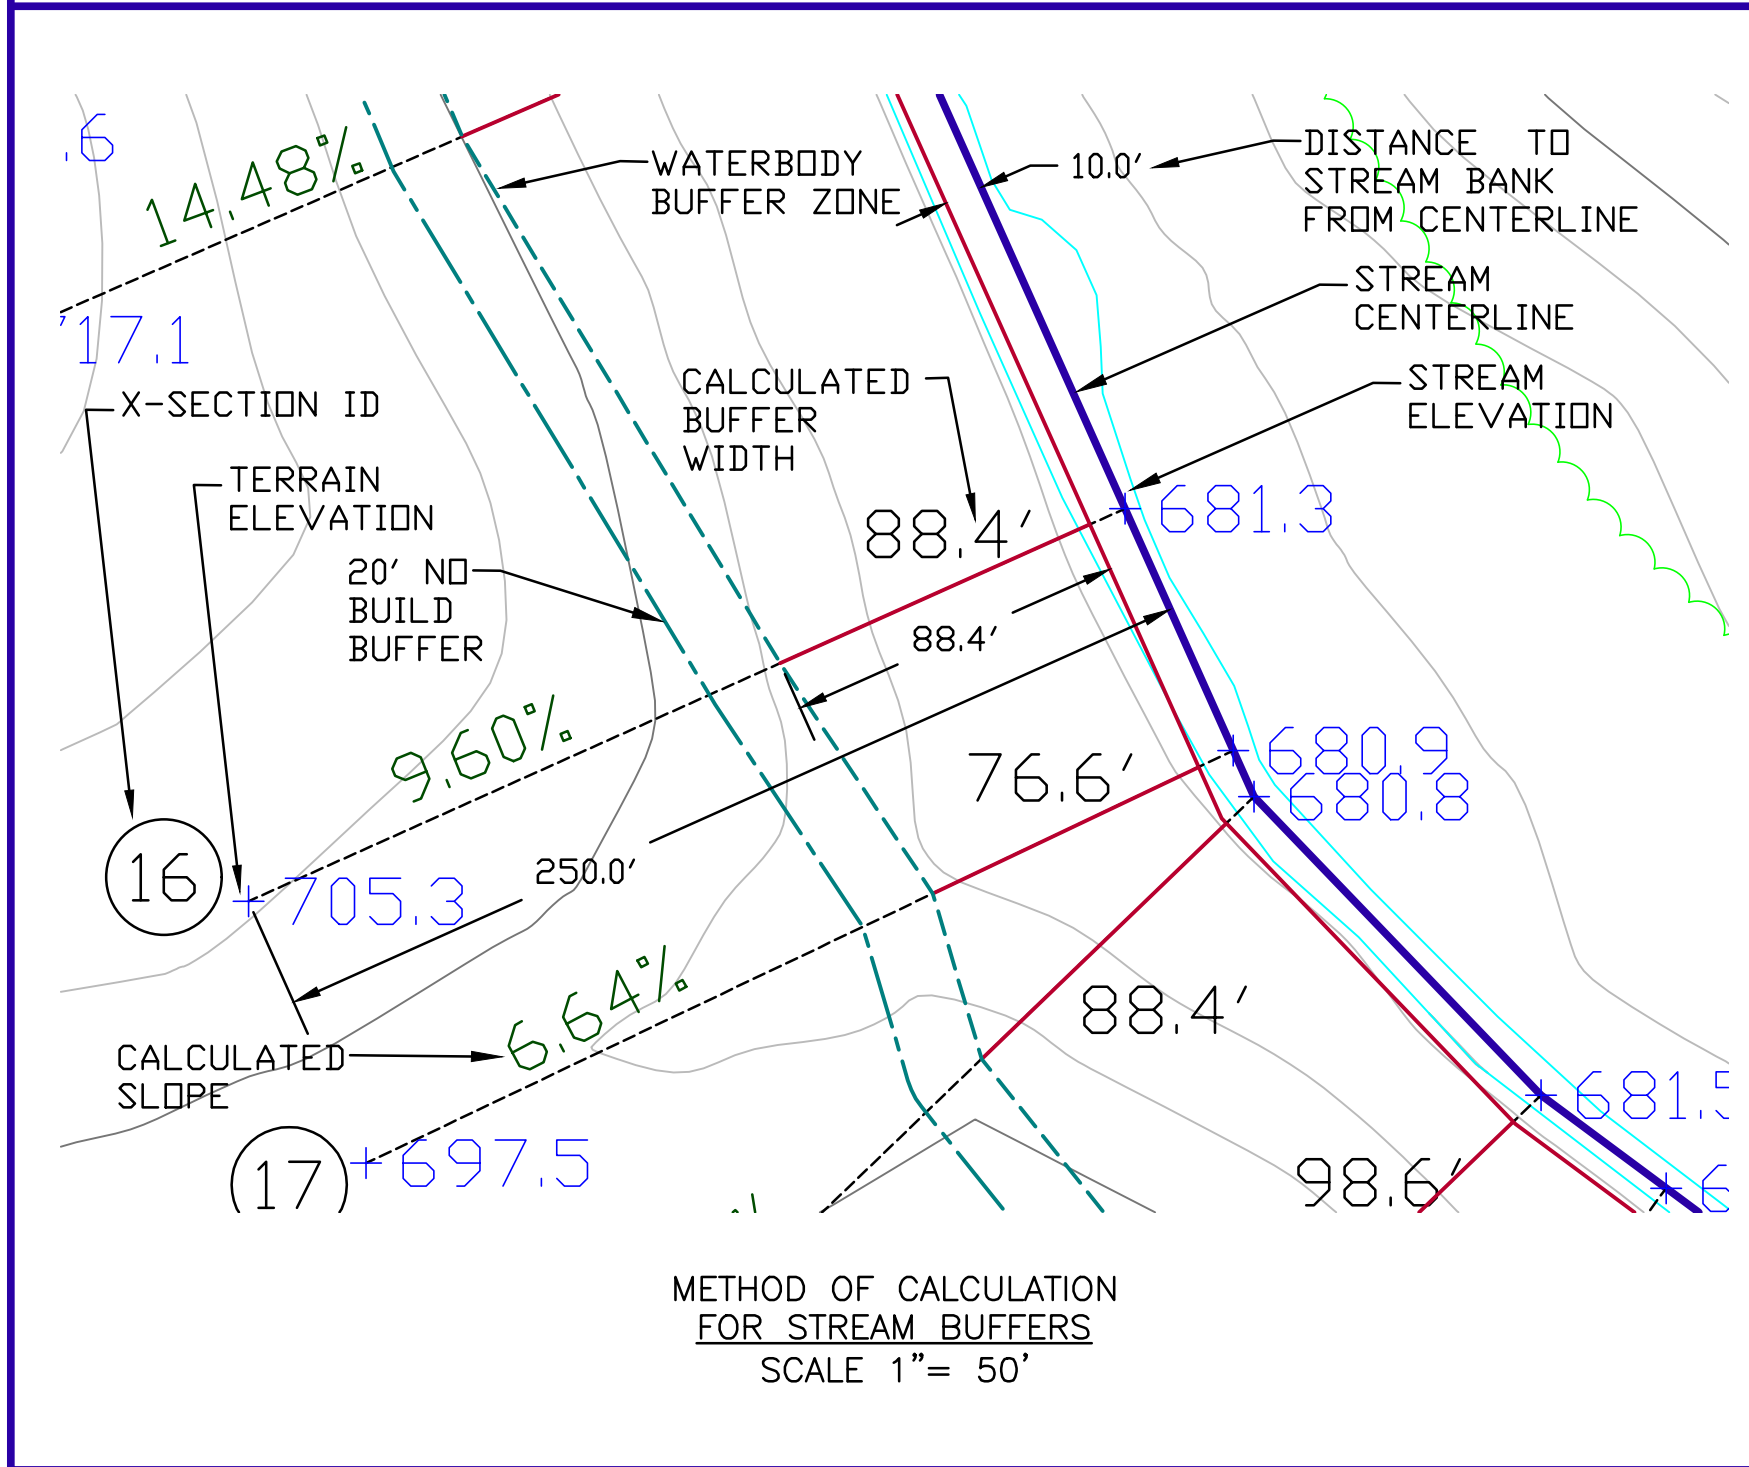 .6
14.48%
WATERBODY
BUFFER ZONE
10.0'
DISTANCE TO
STREAM BANK
FROM CENTERLINE
STREAM
CENTERLINE
17.1
X-SECTION ID
CALCULATED
BUFFER
WIDTH
STREAM
ELEVATION
TERRAIN
ELEVATION
88.4'
681.3
20' NO
BUILD
BUFFER
88.4'
9.60%
76.6'
680.9
680.8
16
705.3
250.0'
6.64%
88.4'
CALCULATED
SLOPE
681.5
17
697.5
98.6'
6
METHOD OF CALCULATION
FOR STREAM BUFFERS
SCALE 1"= 50'